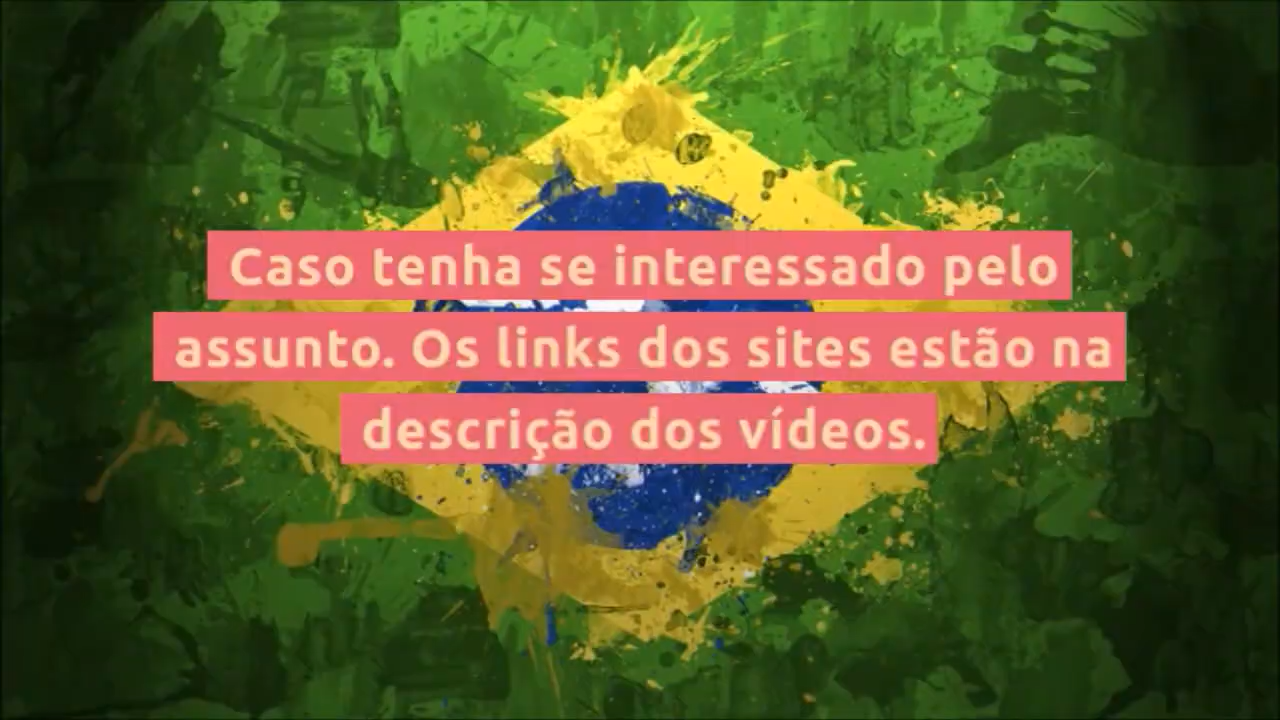 Caso tenha se interessado pelo
assunto. Os links dos sites estão na
descrição dos vídeos.